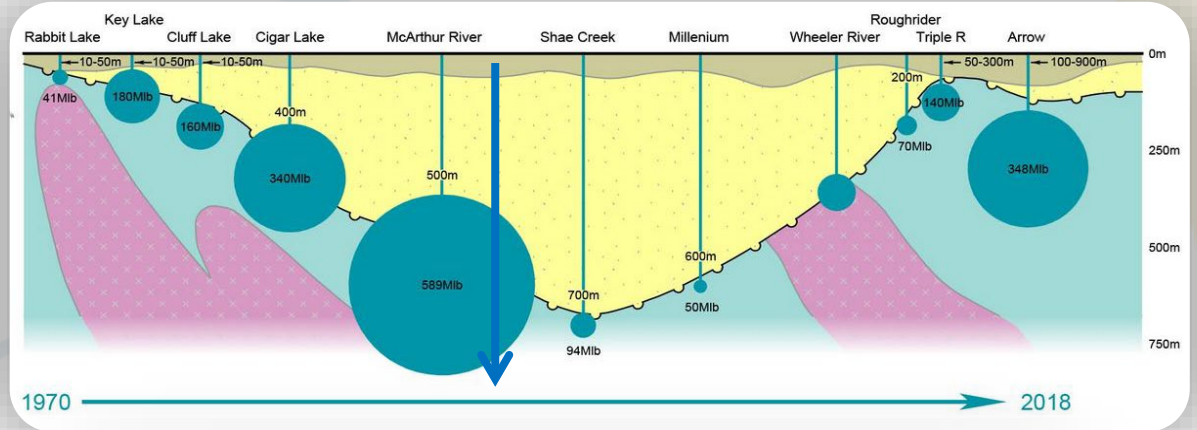 Key Lake
Roughrider
Rabbit Lake
Cluff Lake
Cigar Lake
McArthur River
Shae Creek
Millenium
Wheeler River
Triple R
Arrow
0m
10-50m
10-50m
10-50m
50-300m
100-900m
41Mlb
180Mlb
160Mlb
400m
340Mlb
500m
589Mlb
700m
94Mlb
600m
50Mlb
200m
70Mlb
140Mlb
348Mlb
250m
500m
750m
1970
2018